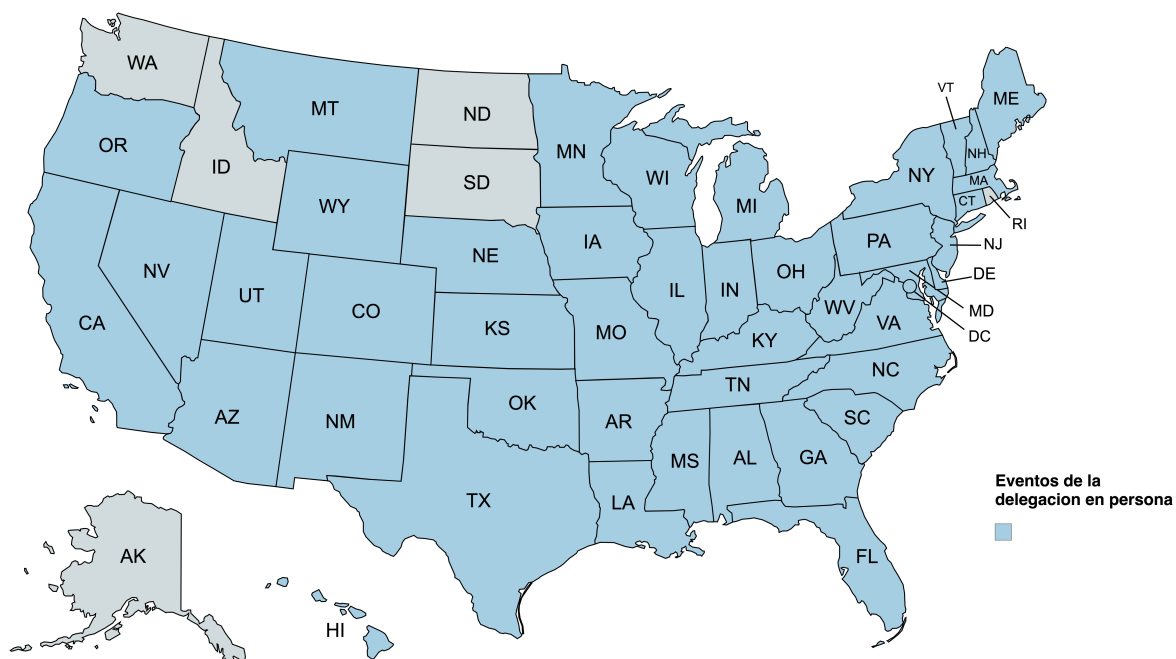 WA
MT
ND
MN
ME
VT
OR
ID
SD
WI
NH
NY
MA
CT
RI
WY
MI
IA
PA
NJ
NE
NV
UT
IL
IN
OH
DE
CO
MD
WV
DC
CA
KS
MO
VA
KY
NC
TN
AZ
NM
OK
AR
SC
MS
AL
GA
TX
LA
Eventos de la
delegacion en persona
AK
FL
HI